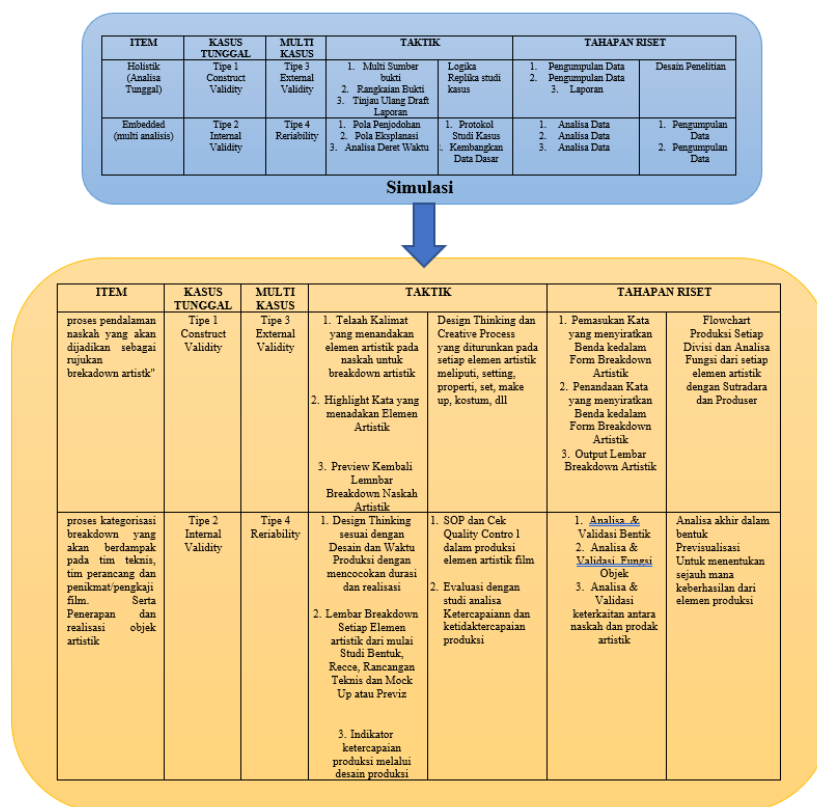 ITEM
KASUS
TUNGGAL
MULTI
KASUS
TAKTIK
TAHAPAN RISET
Holistik
(Analisa
Tunggal)
Tipe 1
Construct
Validity
Tipe 3
External
Validity
1. Multi Sumber
bukti
2. Rangkaian Bukti
3. Tinjau Ulang Draft
Laporan
Logika
Replika studi
kasus
1. Pengumpulan Data
2. Pengumpulan Data
3. Laporan
Desain Penelitian
Embedded
(multi analisis)
Tipe 2
Internal
Validity
Tipe 4
Reriability
1. Pola Penjodohan
2. Pola Eksplanasi
3. Analisa Deret Waktu
1. Protokol
Studi Kasus
Kembangkan
Data Dasar
1. Analisa Data
2. Analisa Data
3. Analisa Data
1. Pengumpulan
Data
2. Pengumpulan
Data
Simulasi
ITEM
KASUS
TUNGGAL
MULTI
KASUS
TAKTIK
TAHAPAN RISET
proses pendalaman
naskah yang akan
dijadikan sebagai
rujukan
brekadown artistk"
Tipe 1
Construct
Validity
Tipe 3
External
Validity
1. Telaah Kalimat
yang menandakan
elemen artistik pada
naskah untuk
breakdown artistik
2. Highlight Kata yang
menadakan Elemen
Artistik
3. Preview Kembali
Lemnbar
Breakdown Naskah
Artistik
Design Thinking dan
Creative Process
yang diturunkan pada
setiap elemen artistik
meliputi, setting,
properti, set, make
up, kostum, dll
1. Pemasukan Kata
yang menyiratkan
Benda kedalam
Form Breakdown
Artistik
2. Penandaan Kata
yang menyiratkan
Benda kedalam
Form Breakdown
Artistik
3. Output Lembar
Breakdown Artistik
Flowchart
Produksi Setiap
Divisi dan Analisa
Fungsi dari setiap
elemen artistik
dengan Sutradara
dan Produser
proses kategorisasi
breakdown yang
akan berdampak
pada tim teknis,
tim perancang dan
penikmat/pengkaji
film. Serta
Penerapan dan
realisasi objek
artistik
Tipe 2
Internal
Validity
Tipe 4
Reriability
1. Design Thinking
sesuai dengan
Desain dan Waktu
Produksi dengan
mencocokan durasi
dan realisasi
2. Lembar Breakdown
Setiap Elemen
artistik dari mulai
Studi Bentuk,
Recce, Rancangan
Teknis dan Mock
Up atau Previz
3. Indikator
ketercapaian
produksi melalui
desain produksi
1. SOP dan Cek
Quality Contro l
dalam produksi
elemen artistik film
2. Evaluasi dengan
studi analisa
Ketercapaiann dan
ketidaktercapaian
produksi
1. Analisa &
Validasi Bentik
2. Analisa &
Validasi Fungsi
Objek
3. Analisa &
Validasi
keterkaitan antara
naskah dan prodak
artistik
Analisa akhir dalam
bentuk
Previsualisasi
Untuk menentukan
sejauh mana
keberhasilan dari
elemen produksi